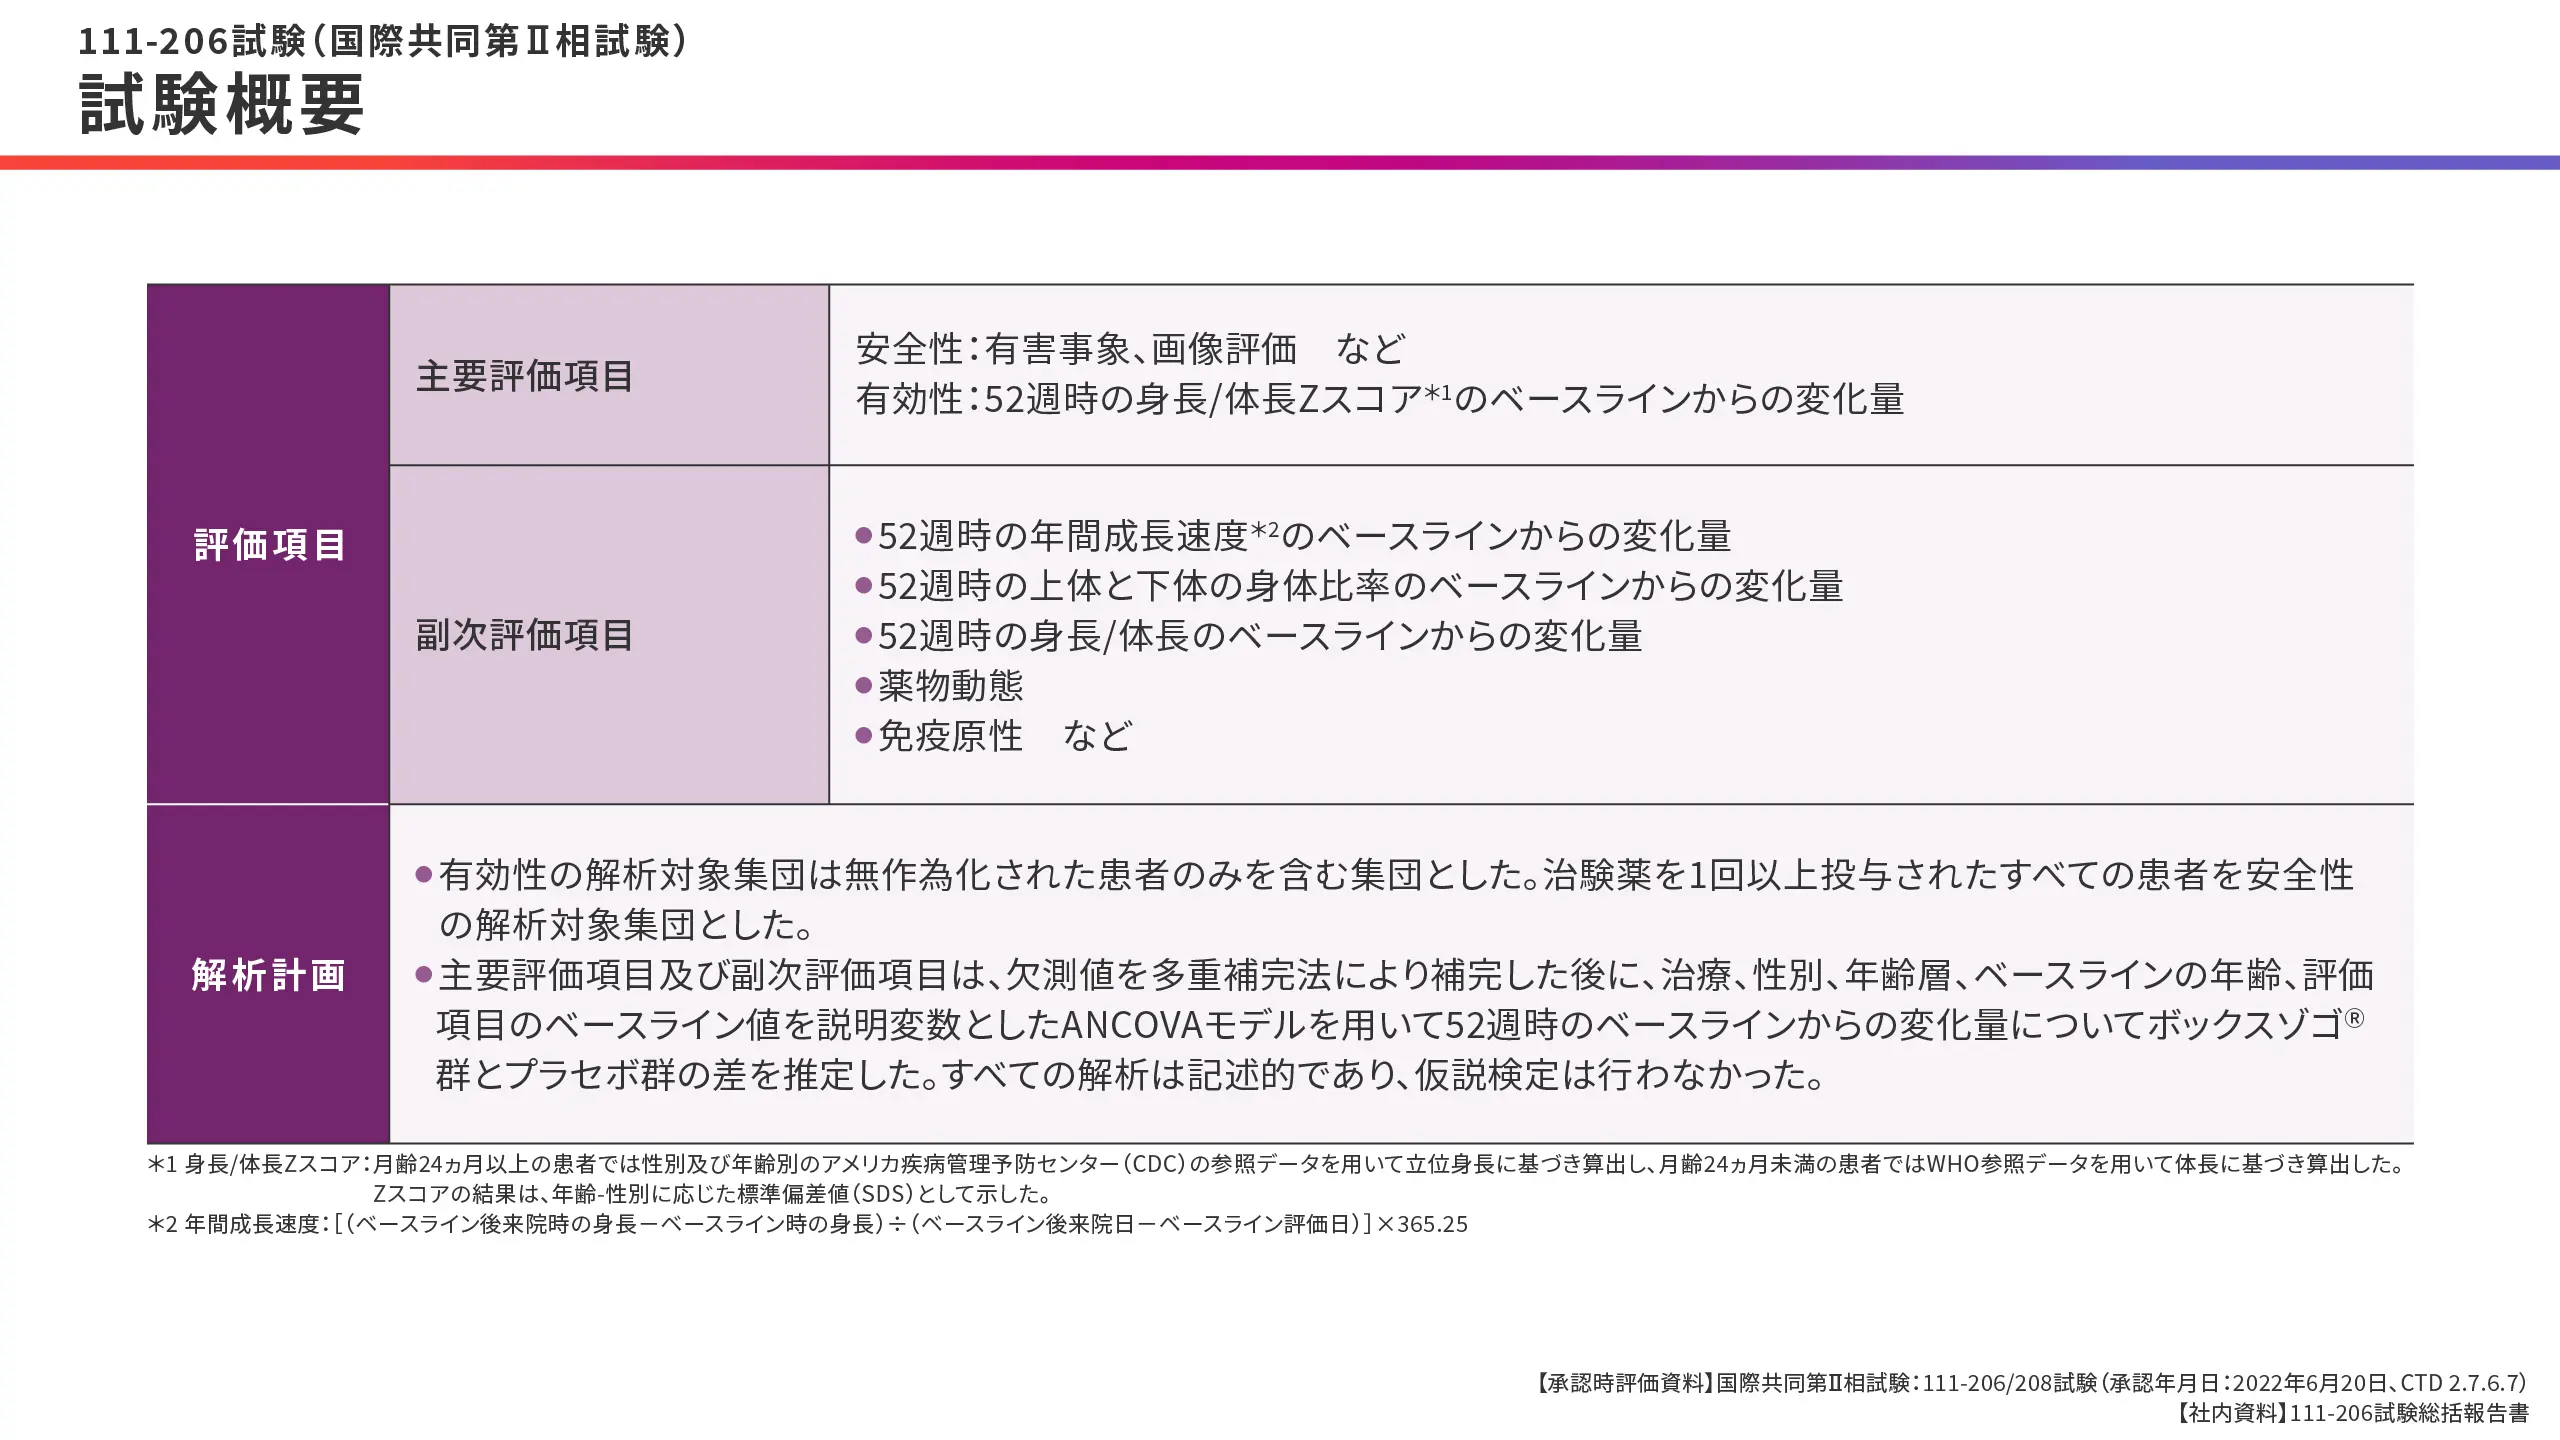 111-206試験（国際共同第Ⅱ相試験）
試験概要
評価項目
主要評価項目
安全性：有害事象、画像評価　など
有効性：52週時の身長/体長Zスコア＊1のベースラインからの変化量
副次評価項目
●52週時の年間成長速度＊2のベースラインからの変化量
●52週時の上体と下体の身体比率のベースラインからの変化量
●52週時の身長/体長のベースラインからの変化量
●薬物動態
●免疫原性　など
解析計画
●有効性の解析対象集団は無作為化された患者のみを含む集団とした。治験薬を1回以上投与されたすべての患者を安全性
の解析対象集団とした。
●主要評価項目及び副次評価項目は、欠測値を多重補完法により補完した後に、治療、性別、年齢層、ベースラインの年齢、評価
項目のベースライン値を説明変数としたANCOVAモデルを用いて52週時のベースラインからの変化量についてボックスゾゴ®
群とプラセボ群の差を推定した。すべての解析は記述的であり、仮説検定は行わなかった。
＊1 身長/体長Zスコア：月齢24ヵ月以上の患者では性別及び年齢別のアメリカ疾病管理予防センター（CDC）の参照データを用いて立位身長に基づき算出し、月齢24ヵ月未満の患者ではWHO参照データを用いて体長に基づき算出した。
Zスコアの結果は、年齢-性別に応じた標準偏差値（SDS）として示した。
＊2 年間成長速度：［（ベースライン後来院時の身長－ベースライン時の身長）÷（ベースライン後来院日－ベースライン評価日）］×365.25
【承認時評価資料】国際共同第Ⅱ相試験：111-206/208試験（承認年月日：2022年6月20日、CTD 2.7.6.7）
【社内資料】111-206試験総括報告書